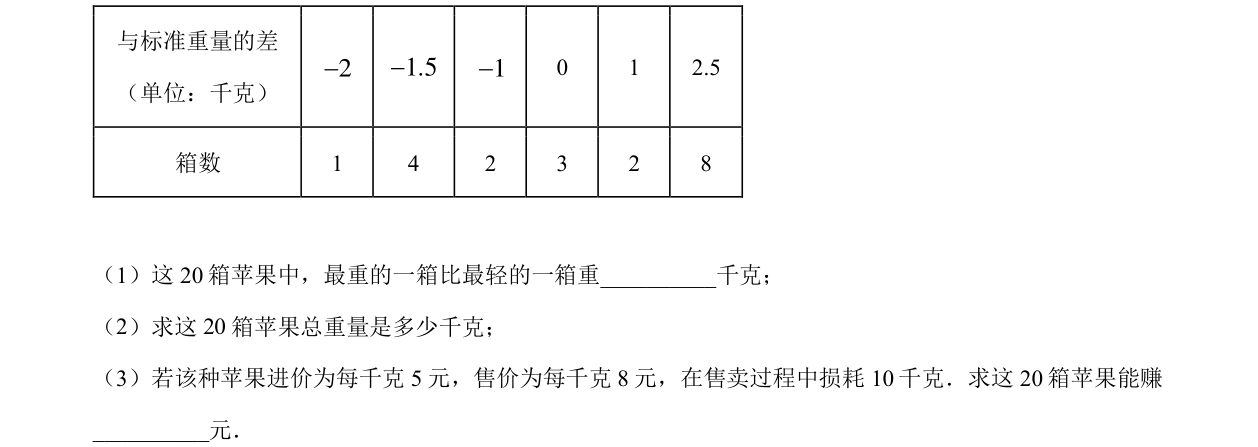 与标准重量的差
（单位：千克） −2 −1.5 −1 0 1 2.5
箱数 1 4 2 3 2 8
（1）这 20 箱苹果中，最重的一箱比最轻的一箱重__________千克；
（2）求这 20 箱苹果总重量是多少千克；
（3）若该种苹果进价为每千克 5 元，售价为每千克 8 元，在售卖过程中损耗 10 千克．求这 20 箱苹果能赚
__________元．